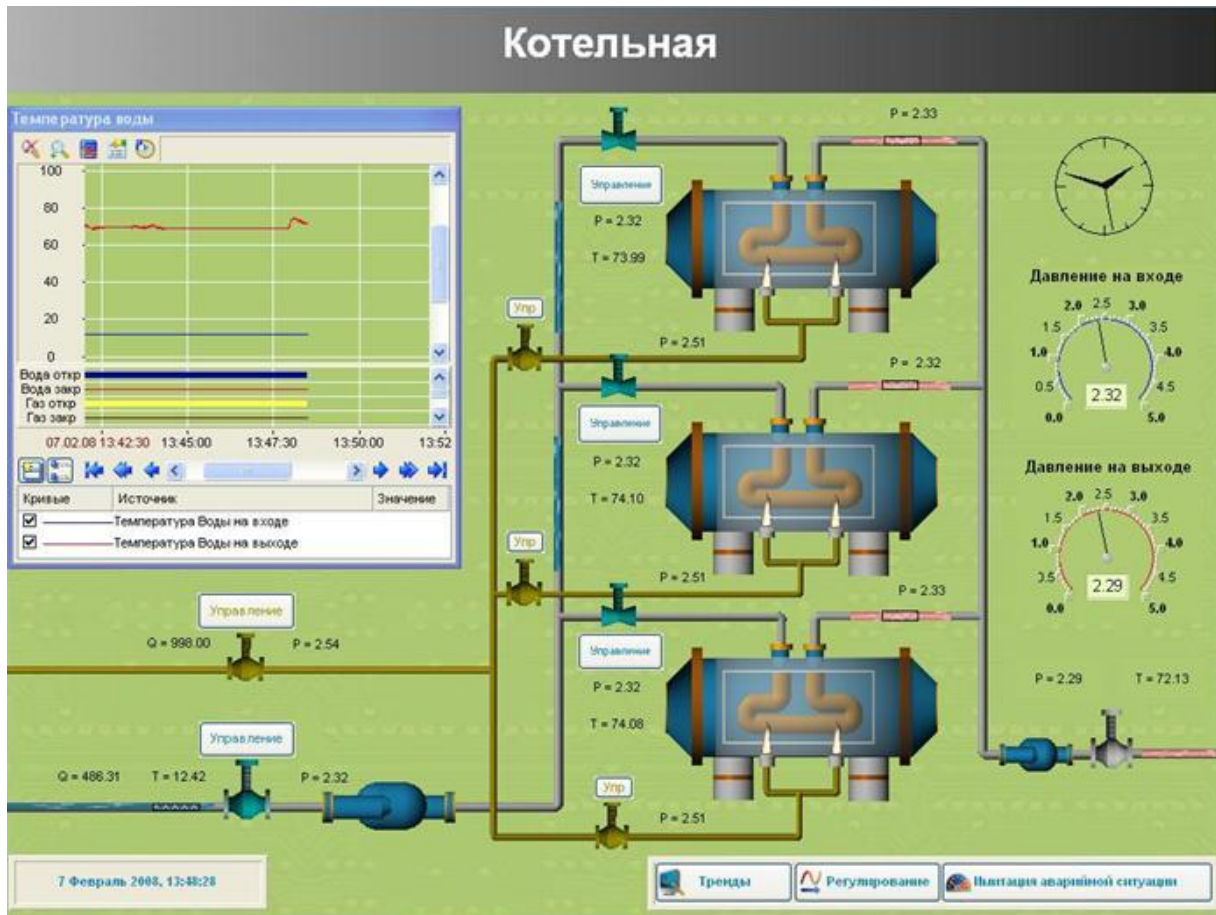 Котельная
Температура воды
100
80
60
40
20
0
Вода откр
Вода закр
Газ откр
Газ закр
07.02.08 13:42:30 13:45:00 13:47:30 13:50:00 13:52
Кривые Источник Значение
Температура Воды на входе
Температура Воды на выходе
P = 2.33
Управление
P = 2.32
T = 73.99
Упр
P = 2.51
P = 2.32
Управление
P = 2.32
T = 74.10
Упр
P = 2.51
P = 2.33
Управление
P = 2.32
T = 74.08
Упр
P = 2.51
Давление на входе
0.0 0.5 1.0 1.5 2.0 2.5 3.0 3.5 4.0 4.5 5.0
2.32
Давление на выходе
0.0 0.5 1.0 1.5 2.0 2.5 3.0 3.5 4.0 4.5 5.0
2.29
P = 2.29 T = 72.13
Управление
Q = 998.00 P = 2.54
Управление
Q = 486.31 T = 12.42 P = 2.32
7 Февраль 2008, 13:48:28
Тренды
Регулирование
Имитация аварийной ситуации